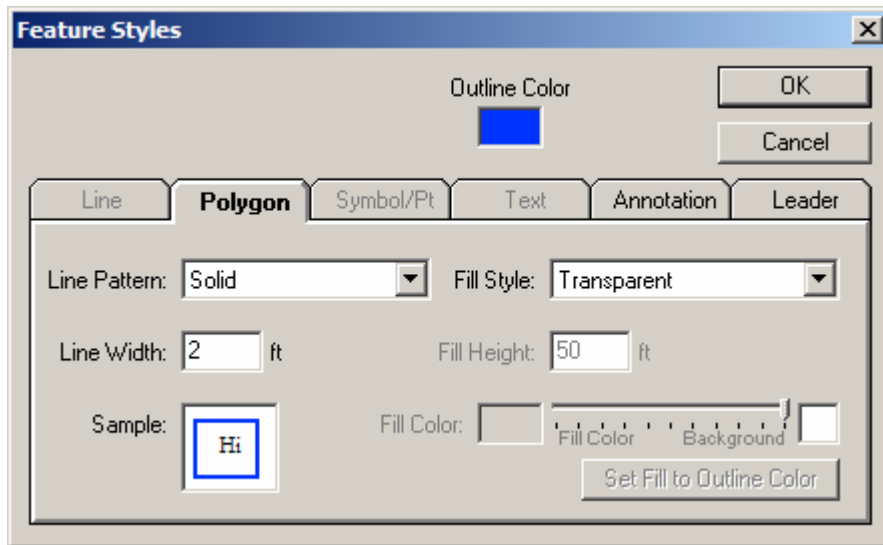 Feature Styles
Outline Color
OK
Cancel
Line
Polygon
Symbol/Pt
Text
Annotation
Leader
Line Pattern:
Solid
Fill Style:
Transparent
Line Width:
2
ft
Fill Height:
50
ft
Sample:
Hi
Fill Color:
Fill Color
Background
Set Fill to Outline Color